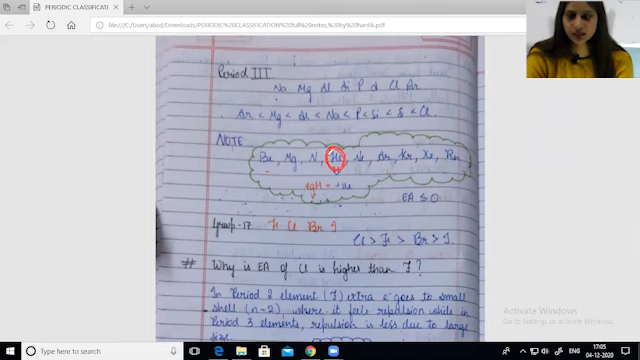 PERIODIC CLASSIFICATI
file:///C:/Users/abcd/Downloads/PERIODIC%20CLASSIFICATION%20full%20notes,%20by%20hardik.pdf
Period III
Na Mg Al Si P S Cl Ar
Ar < Mg < Al < Na < P < Si < S < Cl.
NOTE
Be, Mg, N, He, Ne, Ar, Kr, Xe, Rn
egH = +ve
EA ≤ 0
Group-17 F Cl Br I
Cl > F > Br > I.
# Why is EA of Cl is higher than F?
In Period 2 element (F) extra e⁻ goes to small
shell (n=2), where it feels repulsion while in
Period 3 elements, repulsion is less due to large
size
Activate Windows
Go to Settings to activate Windows.
Type here to search
17:05
04-12-2020